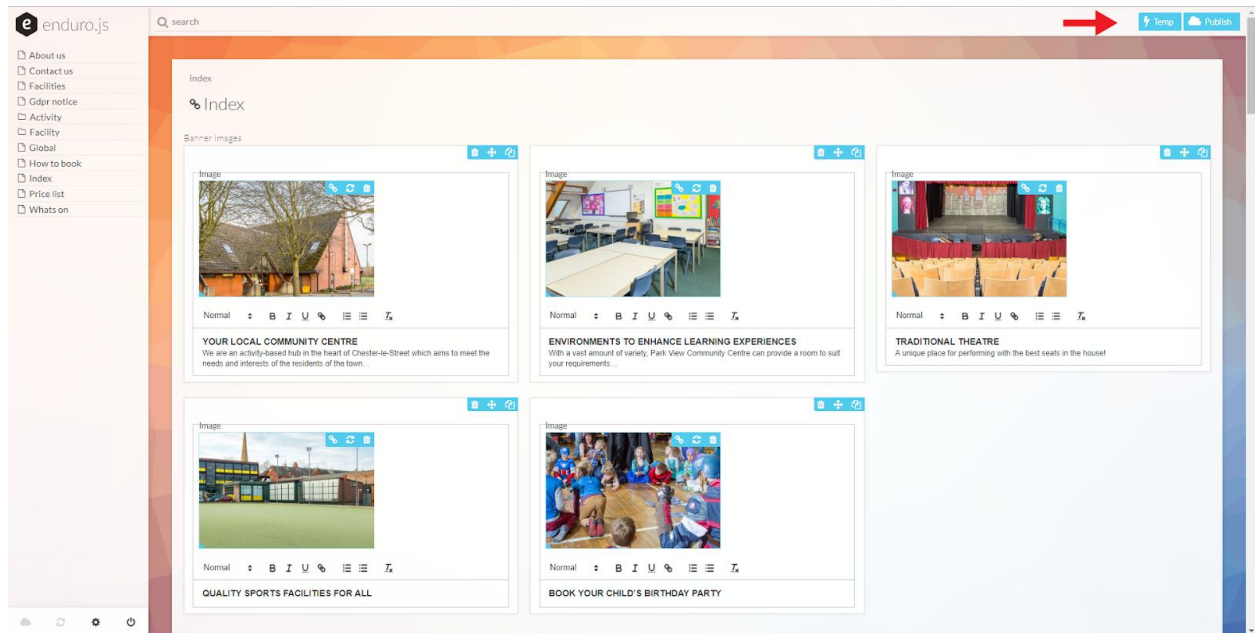 enduro.js
search
Temp
Publish
About us
Contact us
Facilities
Gdpr notice
Activity
Facility
Global
How to book
Index
Price list
Whats on
index
Index
Banner Images
Image
Normal B I U
YOUR LOCAL COMMUNITY CENTRE
We are an activity-based hub in the heart of Chester-le-Street which aims to meet the
needs and interests of the residents of the town...
Image
Normal B I U
ENVIRONMENTS TO ENHANCE LEARNING EXPERIENCES
With a vast amount of variety, Park View Community Centre can provide a room to suit
your requirements...
Image
Normal B I U
TRADITIONAL THEATRE
A unique place for performing with the best seats in the house!
Image
Normal B I U
QUALITY SPORTS FACILITIES FOR ALL
Image
Normal B I U
BOOK YOUR CHILD'S BIRTHDAY PARTY